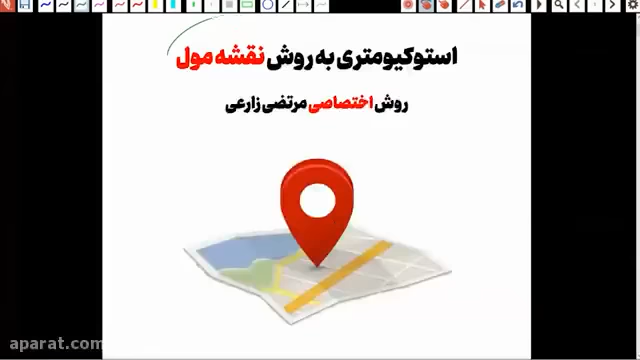 استوکیومتری به روش نقشه مول
روش اختصاصی مرتضی زارعی
aparat.com